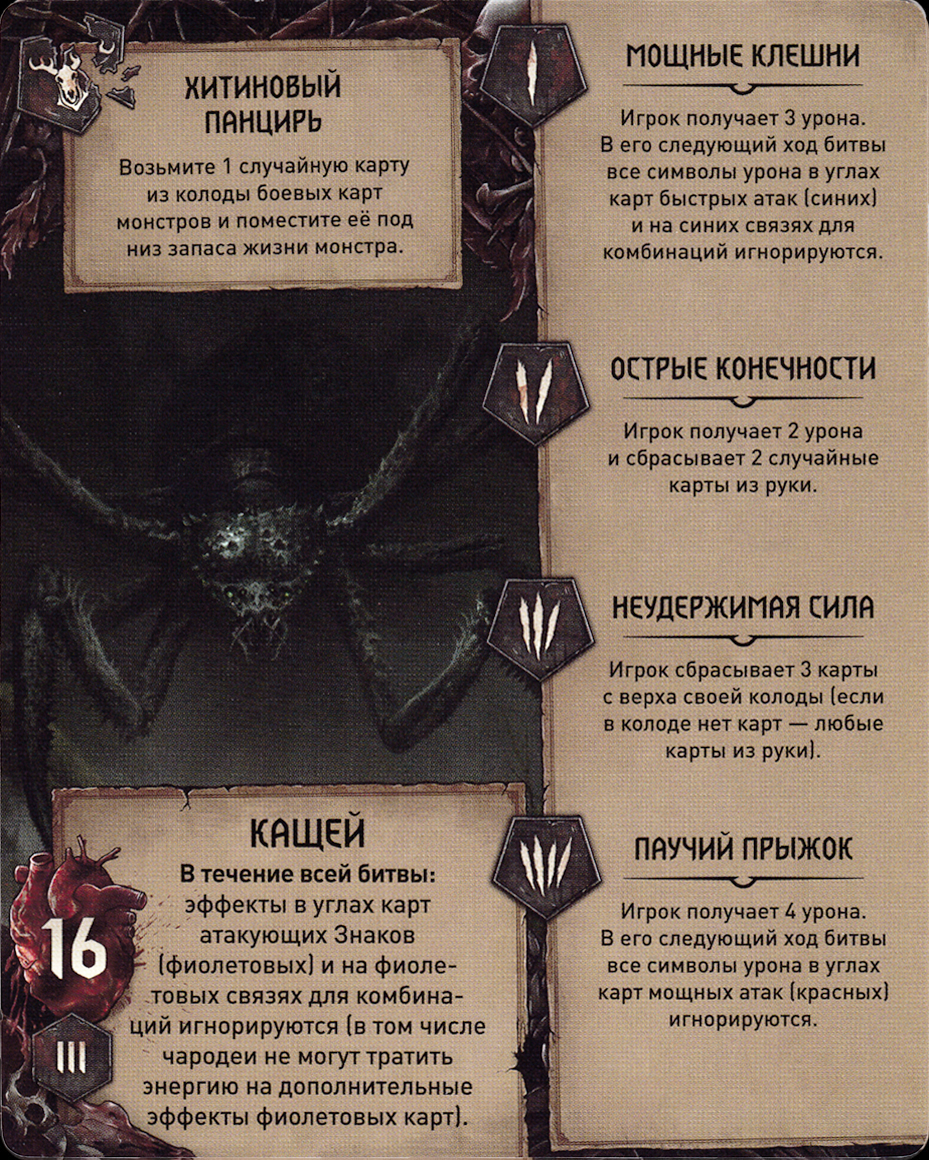 ХИТИНОВЫЙ
ПАНЦИРЬ
Возьмите 1 случайную карту
из колоды боевых карт
монстров и поместите её под
низ запаса жизни монстра.
МОЩНЫЕ КЛЕШНИ
Игрок получает 3 урона.
В его следующий ход битвы
все символы урона в углах
карт быстрых атак (синих)
и на синих связях для
комбинаций игнорируются.
ОСТРЫЕ КОНЕЧНОСТИ
Игрок получает 2 урона
и сбрасывает 2 случайные
карты из руки.
НЕУДЕРЖИМАЯ СИЛА
Игрок сбрасывает 3 карты
с верха своей колоды (если
в колоде нет карт — любые
карты из руки).
ПАУЧИЙ ПРЫЖОК
Игрок получает 4 урона.
В его следующий ход битвы
все символы урона в углах
карт мощных атак (красных)
игнорируются.
КАЩЕЙ
В течение всей битвы:
эффекты в углах карт
атакующих Знаков
(фиолетовых) и на фиоле-
товых связях для комбина-
ций игнорируются (в том числе
чародеи не могут тратить
энергию на дополнительные
эффекты фиолетовых карт).
16
III